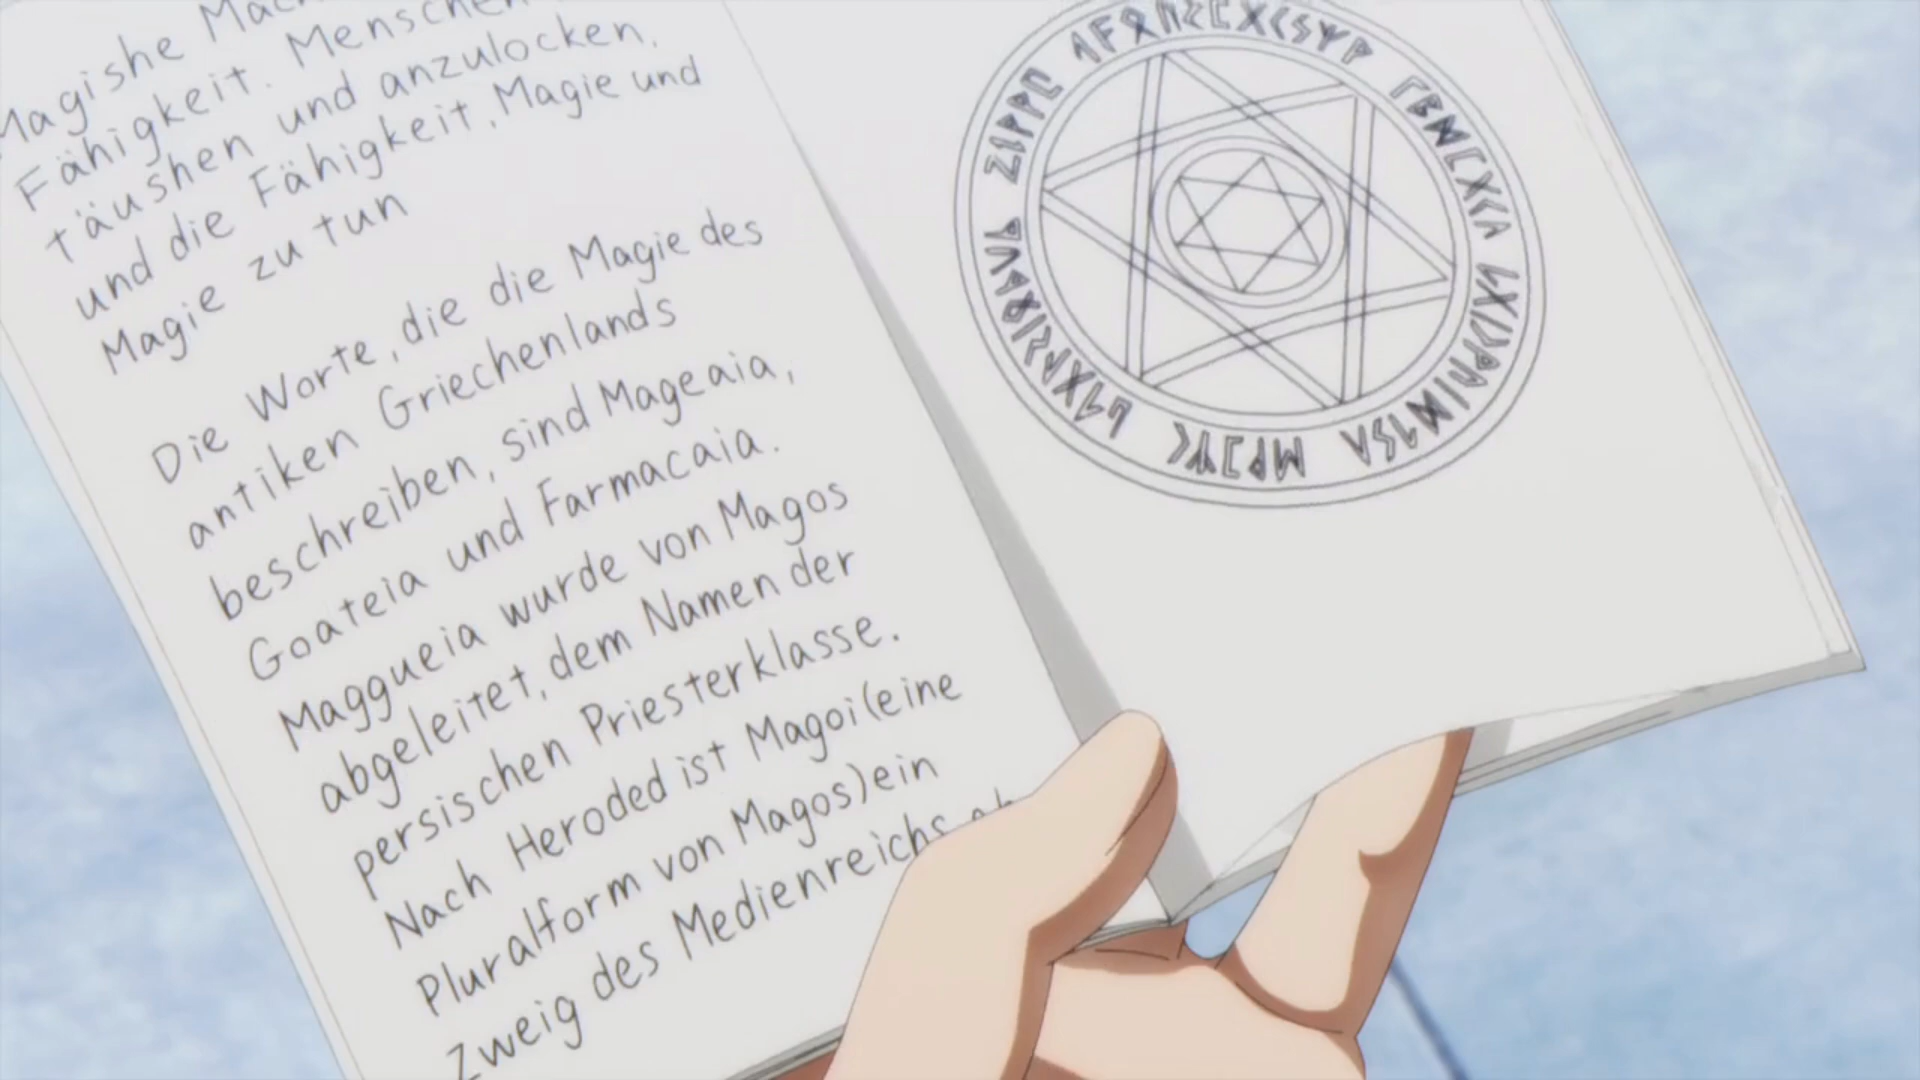 Magishe
Fähigkeit. Menschen
täushen und anzulocken.
und die Fähigkeit, Magie und
Magie zu tun
Die Worte, die die Magie des
antiken Griechenlands
beschreiben, sind Mageaia,
Goateia und Farmacaia.
Maggueia wurde von Magos
abgeleitet, dem Namen der
persischen Priesterklasse.
Nach Heroded ist Magoi (eine
Pluralform von Magos) ein
Zweig des Medienreichs